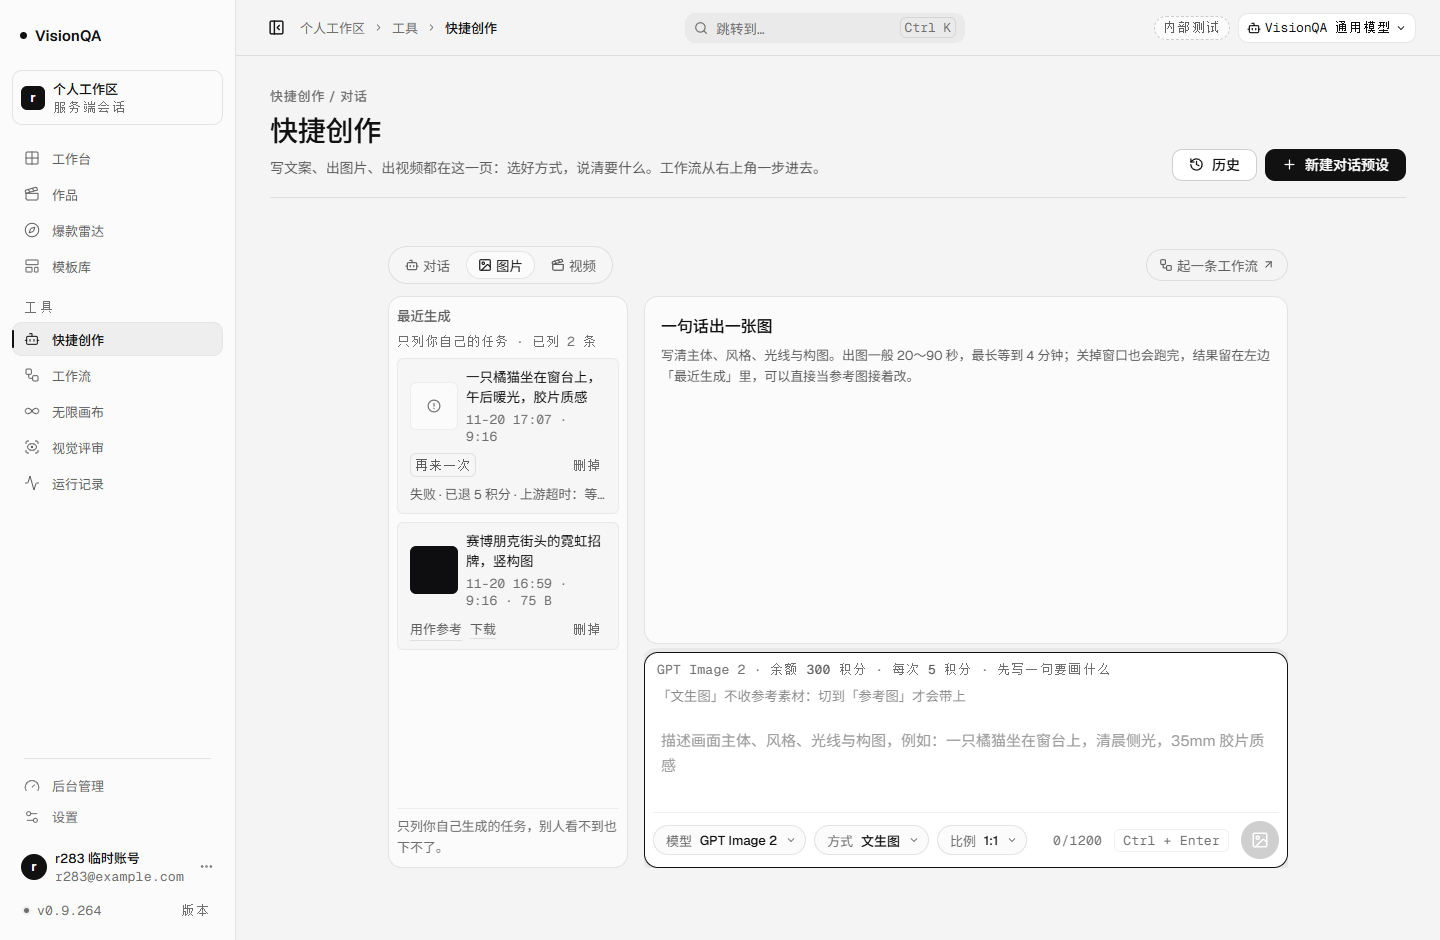 VisionQA
r
个人工作区
服务端会话
工作台
作品
爆款雷达
模板库
工具
快捷创作
工作流
无限画布
视觉评审
运行记录
后台管理
设置
r
r283 临时账号
r283@example.com
v0.9.264
版本
个人工作区 > 工具 > 快捷创作
跳转到…
Ctrl K
内部测试
VisionQA 通用模型
快捷创作 / 对话
快捷创作
写文案、出图片、出视频都在这一页：选好方式，说清要什么。工作流从右上角一步进去。
历史
新建对话预设
对话
图片
视频
起一条工作流
最近生成
只列你自己的任务 · 已列 2 条
一只橘猫坐在窗台上，
午后暖光，胶片质感
11-20 17:07 ·
9:16
再来一次
删掉
失败 · 已退 5 积分 · 上游超时：等…
赛博朋克街头的霓虹招
牌，竖构图
11-20 16:59 ·
9:16 · 75 B
用作参考
下载
删掉
只列你自己生成的任务，别人看不到也
下不了。
一句话出一张图
写清主体、风格、光线与构图。出图一般 20～90 秒，最长等到 4 分钟；关掉窗口也会跑完，结果留在左边
「最近生成」里，可以直接当参考图接着改。
GPT Image 2 · 余额 300 积分 · 每次 5 积分 · 先写一句要画什么
「文生图」不收参考素材：切到「参考图」才会带上
描述画面主体、风格、光线与构图，例如：一只橘猫坐在窗台上，清晨侧光，35mm 胶片质
感
模型 GPT Image 2
方式 文生图
比例 1:1
0/1200
Ctrl + Enter